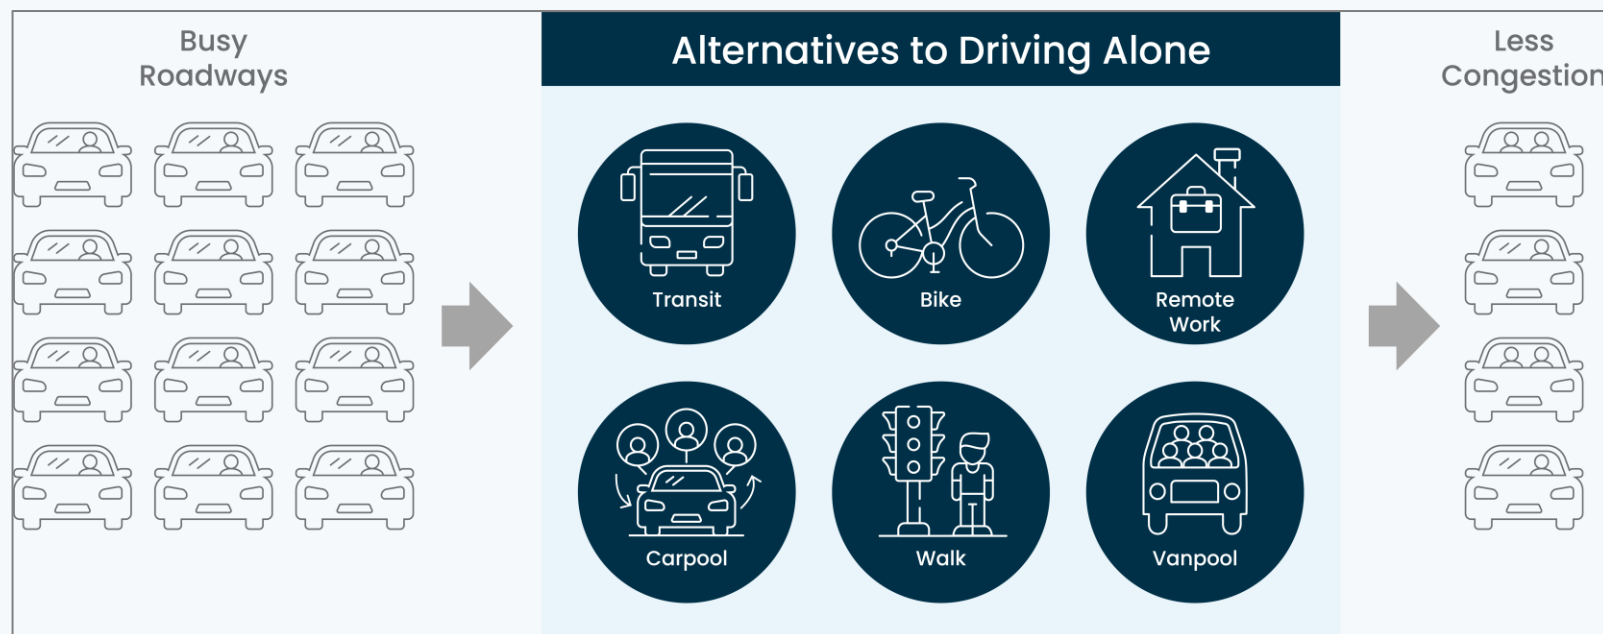 Busy
Roadways
Alternatives to Driving Alone
Less
Congestion
Transit
Bike
Remote
Work
Carpool
Walk
Vanpool